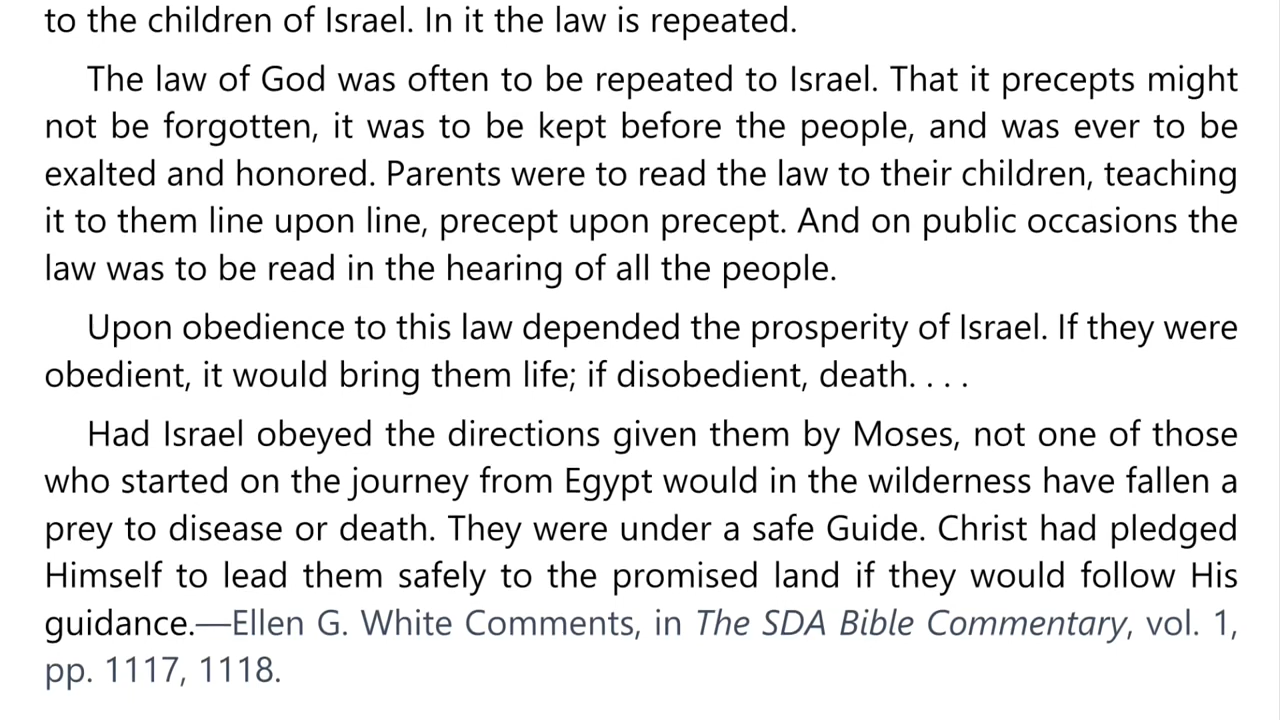 to the children of Israel. In it the law is repeated.
The law of God was often to be repeated to Israel. That it precepts might
not be forgotten, it was to be kept before the people, and was ever to be
exalted and honored. Parents were to read the law to their children, teaching
it to them line upon line, precept upon precept. And on public occasions the
law was to be read in the hearing of all the people.
Upon obedience to this law depended the prosperity of Israel. If they were
obedient, it would bring them life; if disobedient, death. . . .
Had Israel obeyed the directions given them by Moses, not one of those
who started on the journey from Egypt would in the wilderness have fallen a
prey to disease or death. They were under a safe Guide. Christ had pledged
Himself to lead them safely to the promised land if they would follow His
guidance.—Ellen G. White Comments, in The SDA Bible Commentary, vol. 1,
pp. 1117, 1118.